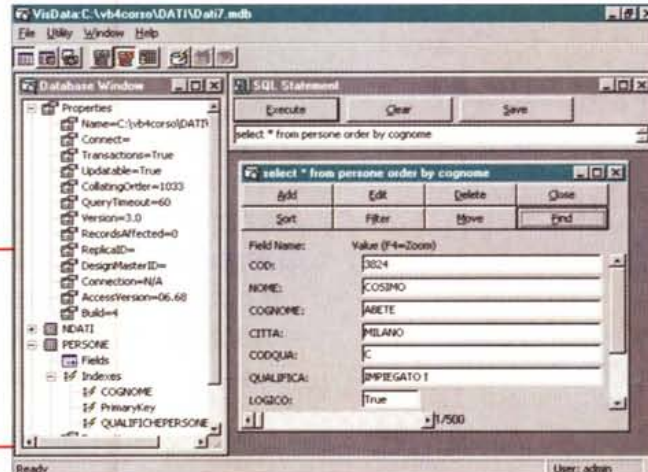 VisData:C:\vb4corso\DATI\Dati7.mdb
File Utility Window Help
Database Window
Properties
Name=C:\vb4corso\DATI\
Connect=
Transactions=True
Updatable=True
CollatingOrder=1033
QueryTimeout=60
Version=3.0
RecordsAffected=0
ReplicaID=
DesignMasterID=
Connection=N/A
AccessVersion=06.68
Build=4
NDATI
PERSONE
Fields
Indexes
COGNOME
PrimaryKey
QUALIFICHEPERSONE
SQL Statement
Execute Clear Save
select * from persone order by cognome
select * from persone order by cognome
Add Edit Delete Close
Sort Filter Move Find
Field Name: Value (F4=Zoom)
COD: 3824
NOME: COSIMO
COGNOME: ABETE
CITTA: MILANO
CODQUA: C
QUALIFICA: IMPIEGATO I
LOGICO: True
1/500
Ready User: admin